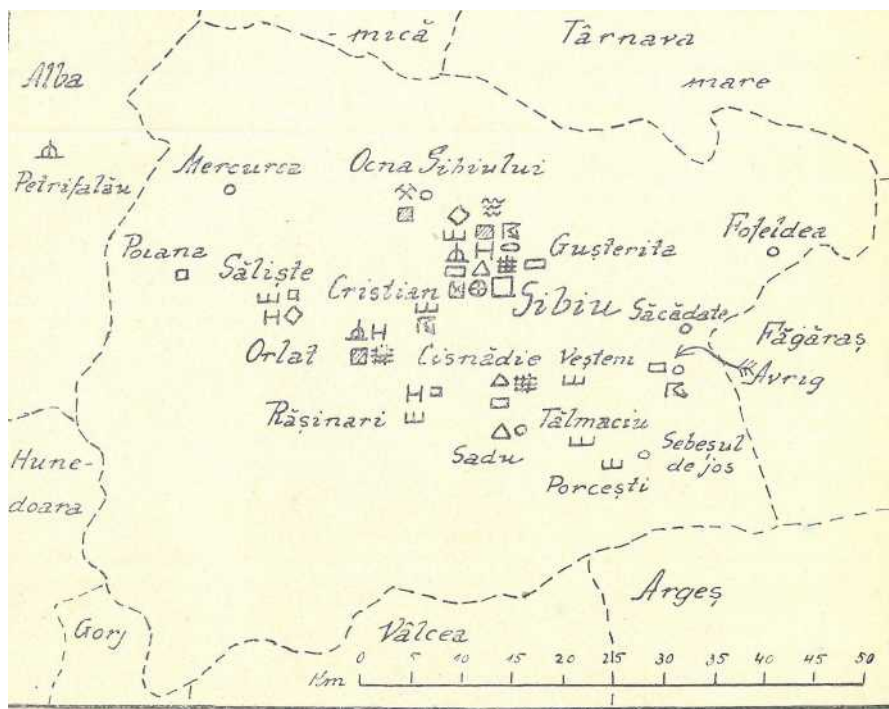 - mică
Târnava
mare
Alba
Petrifalău
Mercurea
Ocna Sibiului
Poiana
Săliște
Cristian
Gușterita
Sibiu
Foteldea
Săcădate
Făgăraș
Avrig
Orlat
Cisnădie
Veștem
Rășinari
Tălmaciu
Sadu
Sebeșul
de jos
Porcești
Hune-
doara
Gorj
Vâlcea
Argeș
Km 0 5 10 15 20 25 30 35 40 45 50